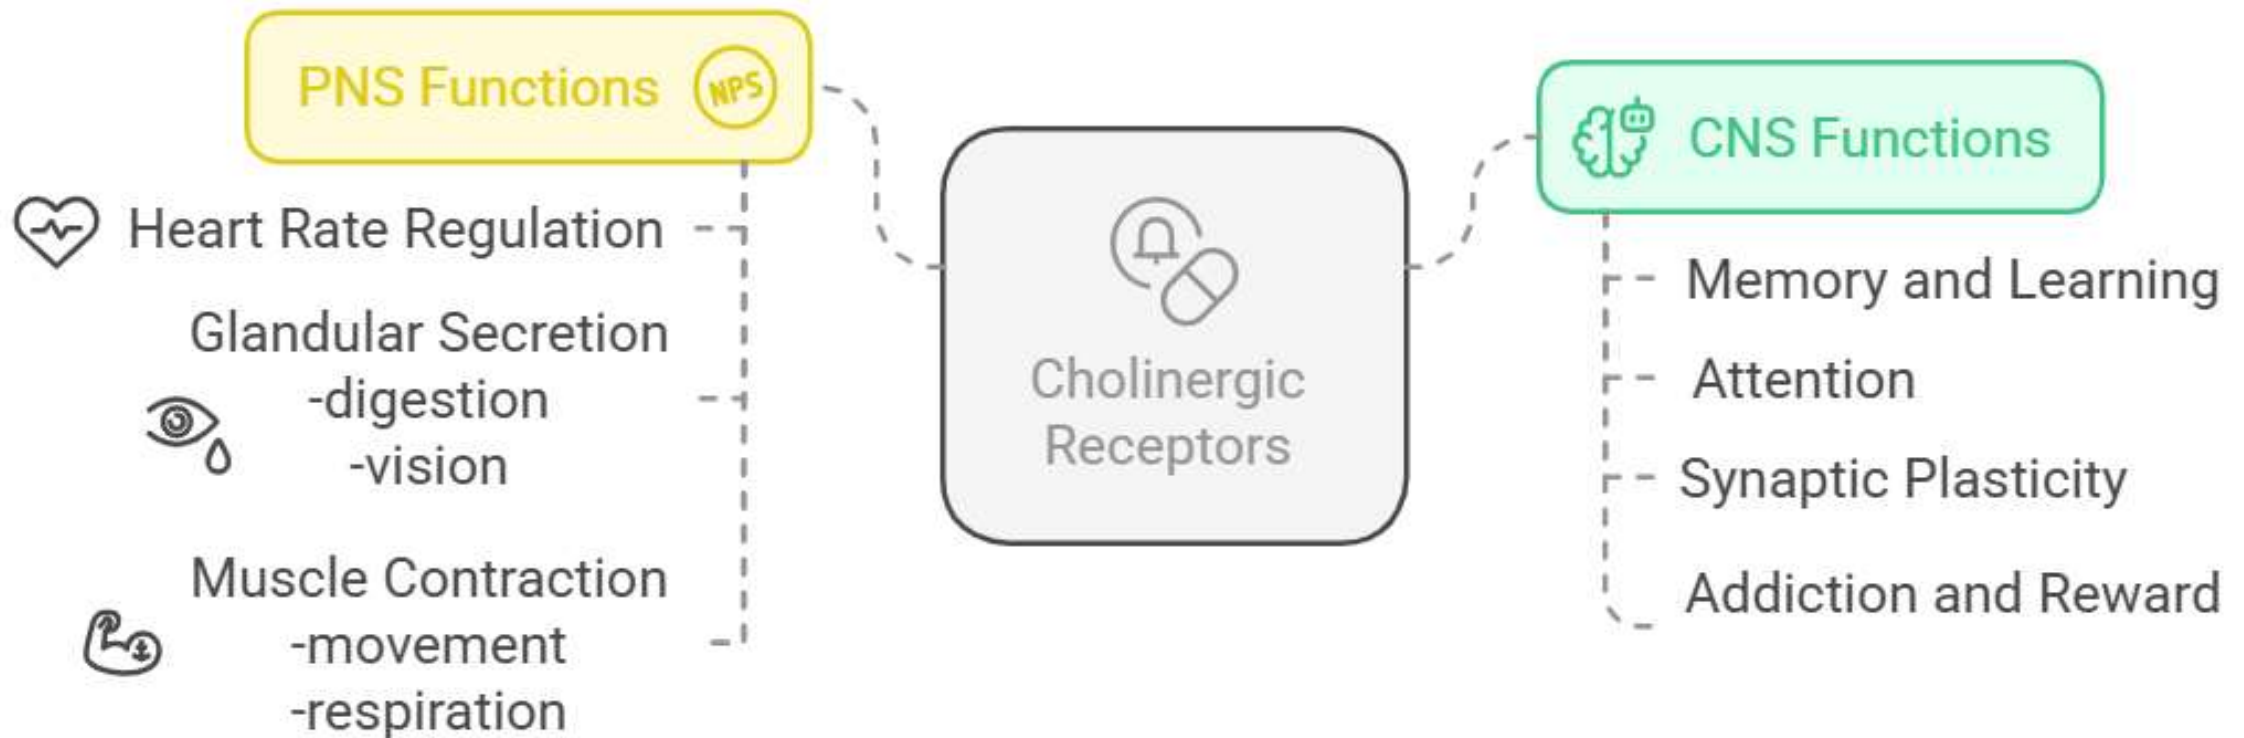 PNS Functions
NPS
Heart Rate Regulation
Glandular Secretion
-digestion
-vision
Muscle Contraction
-movement
-respiration
Cholinergic
Receptors
CNS Functions
Memory and Learning
Attention
Synaptic Plasticity
Addiction and Reward